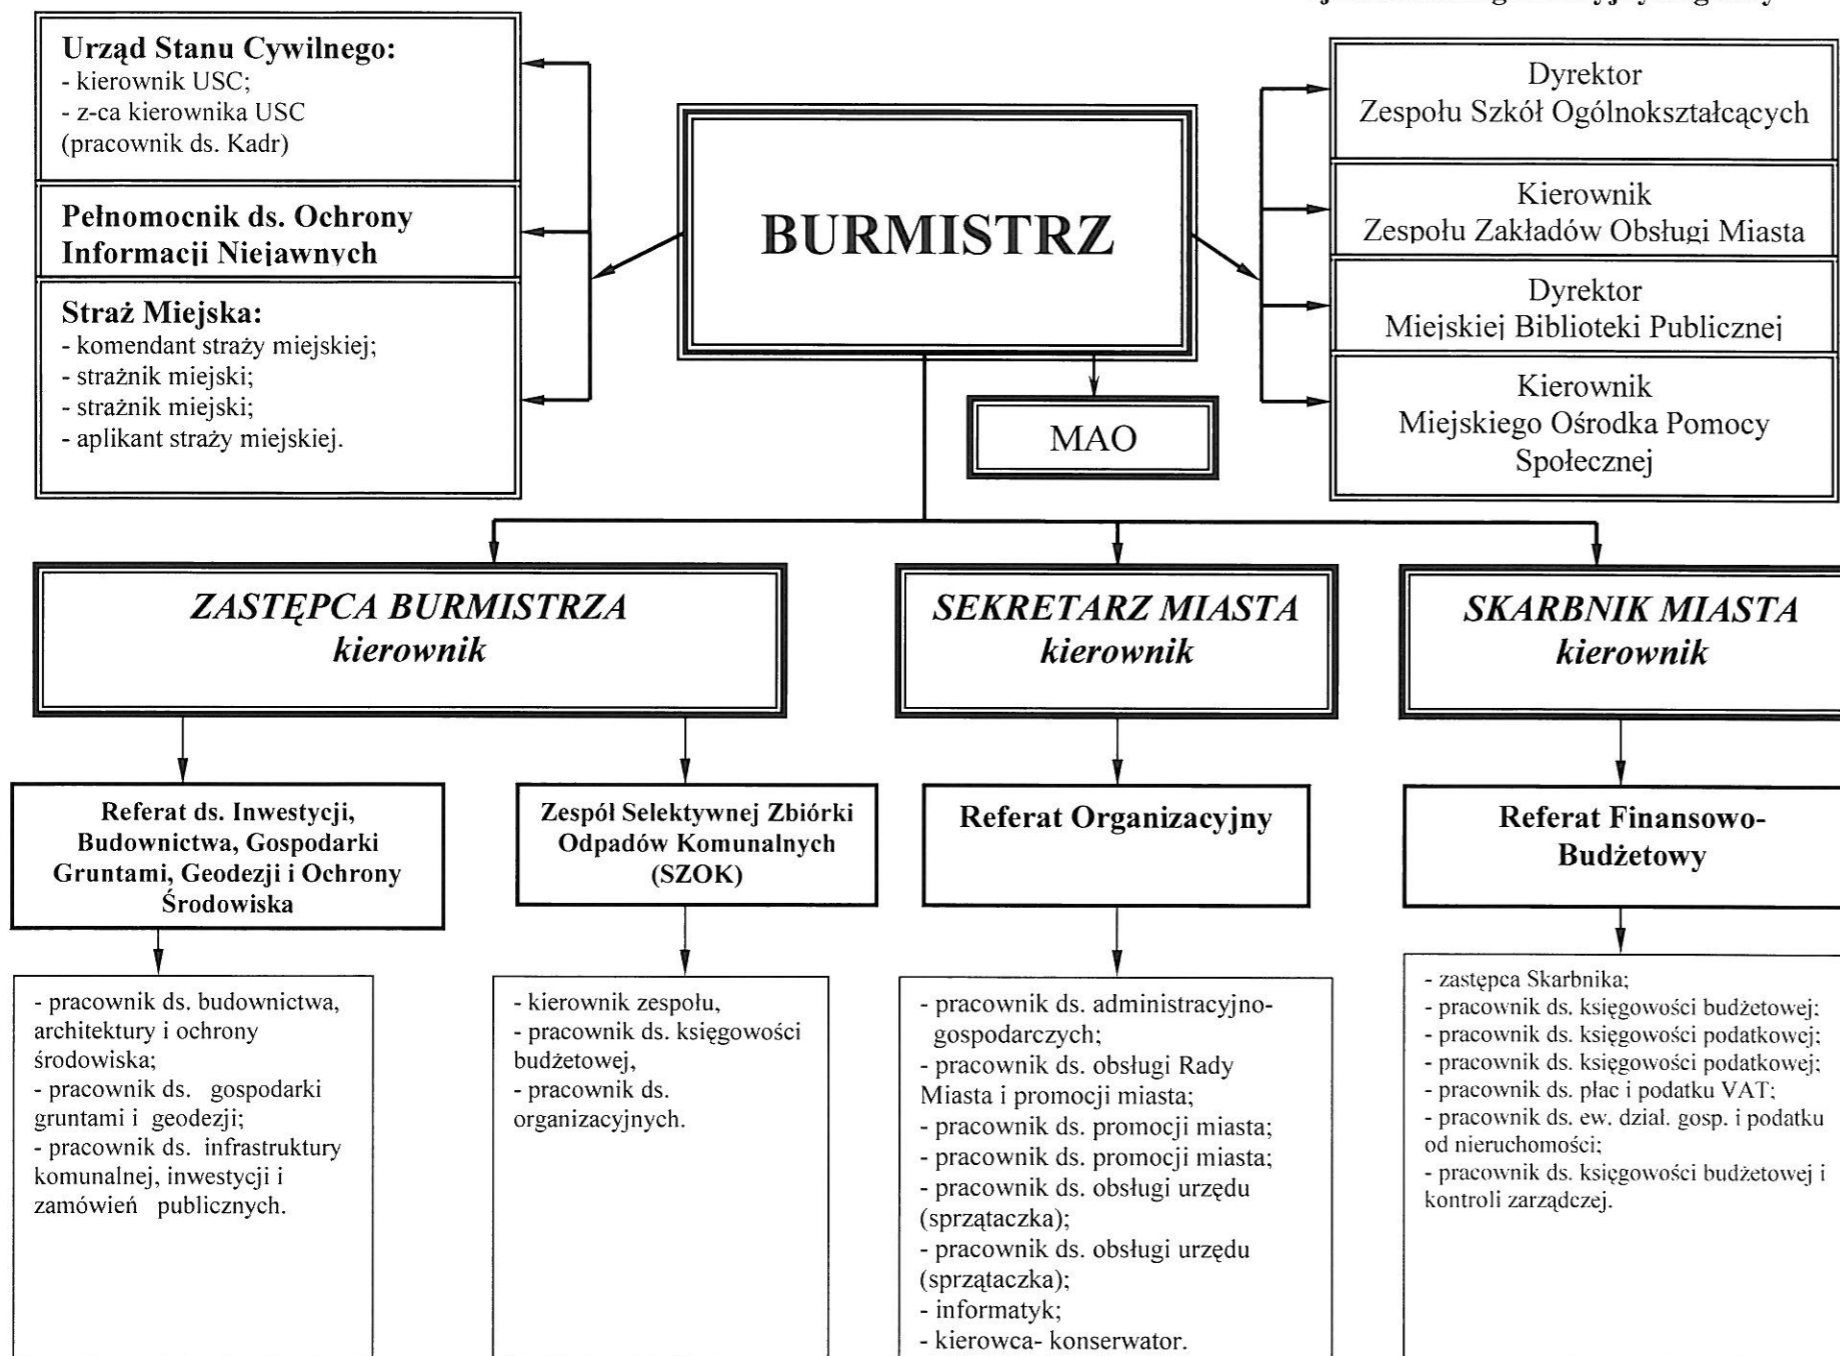 Urząd Stanu Cywilnego:
- kierownik USC;
- z-ca kierownika USC
(pracownik ds. Kadr)
Pełnomocnik ds. Ochrony
Informacji Niejawnych
Straż Miejska:
- komendant straży miejskiej;
- strażnik miejski;
- strażnik miejski;
- aplikant straży miejskiej.
BURMISTRZ
MAO
Dyrektor
Zespołu Szkół Ogólnokształcących
Kierownik
Zespołu Zakładów Obsługi Miasta
Dyrektor
Miejskiej Biblioteki Publicznej
Kierownik
Miejskiego Ośrodka Pomocy
Społecznej
ZASTĘPCA BURMISTRZA
kierownik
SEKRETARZ MIASTA
kierownik
SKARBNIK MIASTA
kierownik
Referat ds. Inwestycji,
Budownictwa, Gospodarki
Gruntami, Geodezji i Ochrony
Środowiska
Zespół Selektywnej Zbiórki
Odpadów Komunalnych
(SZOK)
Referat Organizacyjny
Referat Finansowo-
Budżetowy
- pracownik ds. budownictwa,
architektury i ochrony
środowiska;
- pracownik ds. gospodarki
gruntami i geodezji;
- pracownik ds. infrastruktury
komunalnej, inwestycji i
zamówień publicznych.
- kierownik zespołu,
- pracownik ds. księgowości
budżetowej,
- pracownik ds.
organizacyjnych.
- pracownik ds. administracyjno-
gospodarczych;
- pracownik ds. obsługi Rady
Miasta i promocji miasta;
- pracownik ds. promocji miasta;
- pracownik ds. promocji miasta;
- pracownik ds. obsługi urzędu
(sprzątaczka);
- pracownik ds. obsługi urzędu
(sprzątaczka);
- informatyk;
- kierowca- konserwator.
- zastępca Skarbnika;
- pracownik ds. księgowości budżetowej;
- pracownik ds. księgowości podatkowej;
- pracownik ds. księgowości podatkowej;
- pracownik ds. płac i podatku VAT;
- pracownik ds. ew. dział. gosp. i podatku
od nieruchomości;
- pracownik ds. księgowości budżetowej i
kontroli zarządczej.